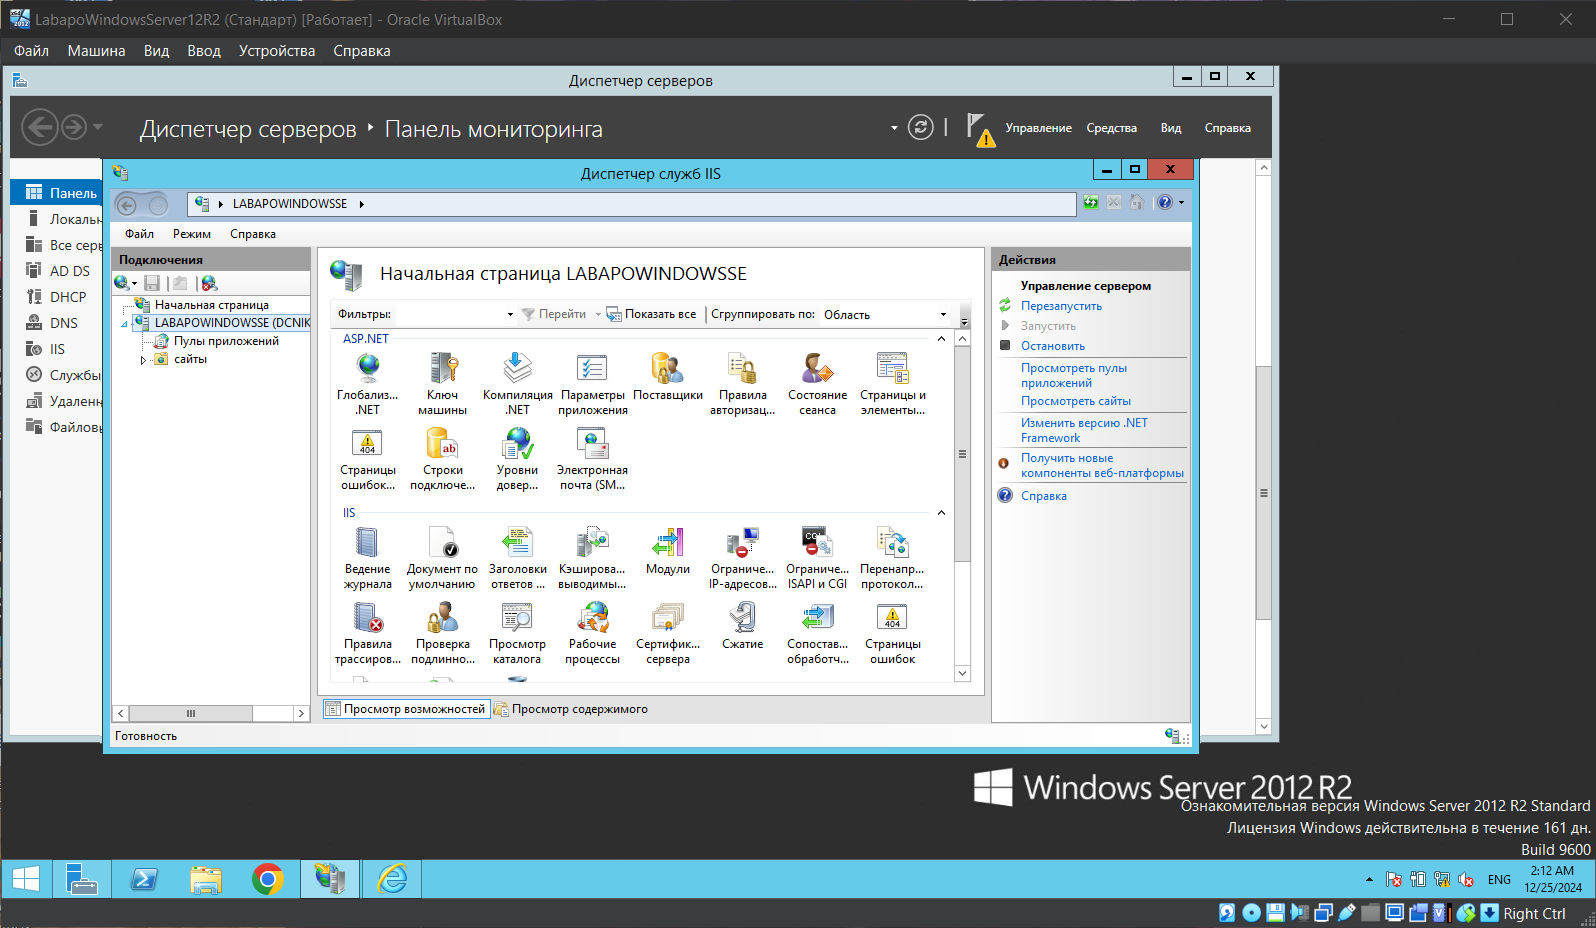 LabapoWindowsServer12R2 (Стандарт) [Работает] - Oracle VirtualBox
Файл Машина Вид Ввод Устройства Справка
Диспетчер серверов
Диспетчер серверов Панель мониторинга
Управление Средства Вид Справка
Панель
Локальн
Все серв
AD DS
DHCP
DNS
IIS
Службы
Удаленн
Файловы
Диспетчер служб IIS
LABAPOWINDOWSSE
Файл Режим Справка
Подключения
Начальная страница
LABAPOWINDOWSSE (DCNIK
Пулы приложений
сайты
Начальная страница LABAPOWINDOWSSE
Фильтры: Перейти Показать все Сгруппировать по: Область
ASP.NET
Глобализ... .NET
Ключ машины
Компиляция .NET
Параметры приложения
Поставщики
Правила авторизац...
Состояние сеанса
Страницы и элементы...
404
Страницы ошибок...
ab
Строки подключе...
Уровни довер...
Электронная почта (SM...
IIS
Ведение журнала
Документ по умолчанию
Заголовки ответов ...
Кэширова... выводимы...
Модули
Ограниче... IP-адресов...
Ограниче... ISAPI и CGI
Перенапр... протокол...
Правила трассиров...
Проверка подлинно...
Просмотр каталога
Рабочие процессы
Сертифик... сервера
Сжатие
Сопостав... обработч...
404
Страницы ошибок
Просмотр возможностей Просмотр содержимого
Готовность
Действия
Управление сервером
Перезапустить
Запустить
Остановить
Просмотреть пулы
приложений
Просмотреть сайты
Изменить версию .NET
Framework
Получить новые
компоненты веб-платформы
Справка
Windows Server 2012 R2
Ознакомительная версия Windows Server 2012 R2 Standard
Лицензия Windows действительна в течение 161 дн.
Build 9600
ENG
2:12 AM
12/25/2024
Right Ctrl